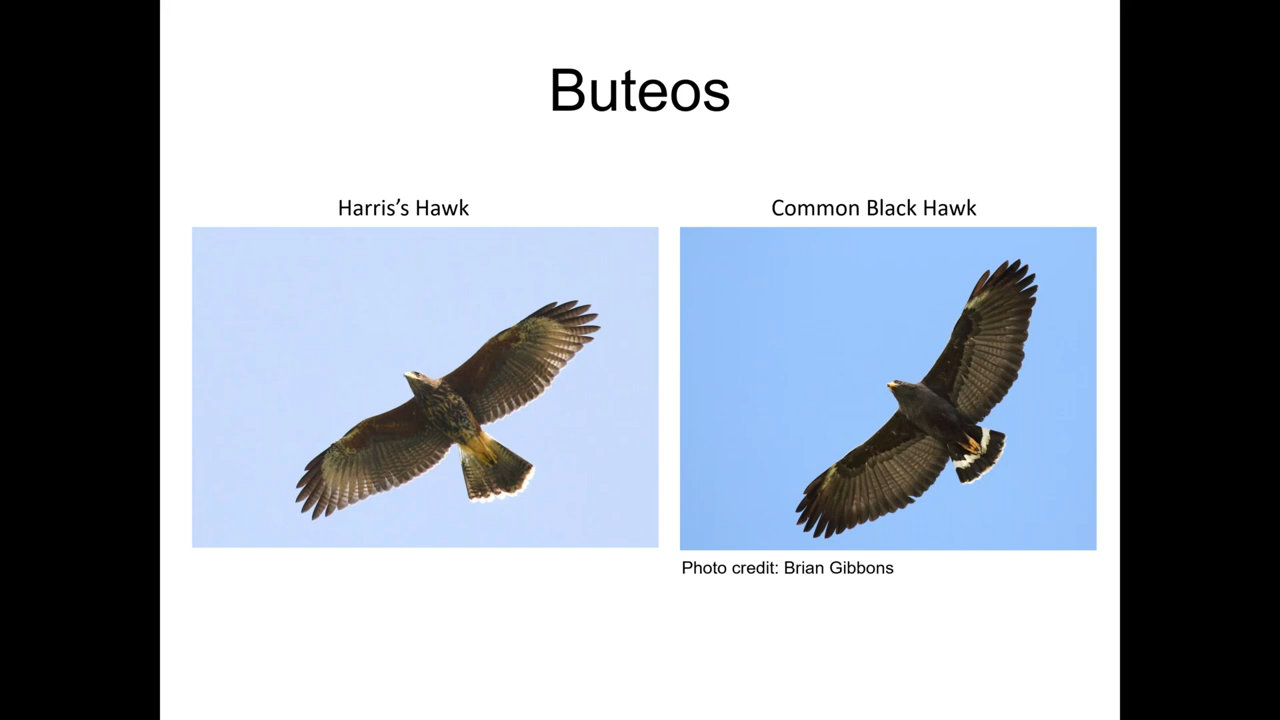 Buteos
Harris’s Hawk
Common Black Hawk
Photo credit: Brian Gibbons